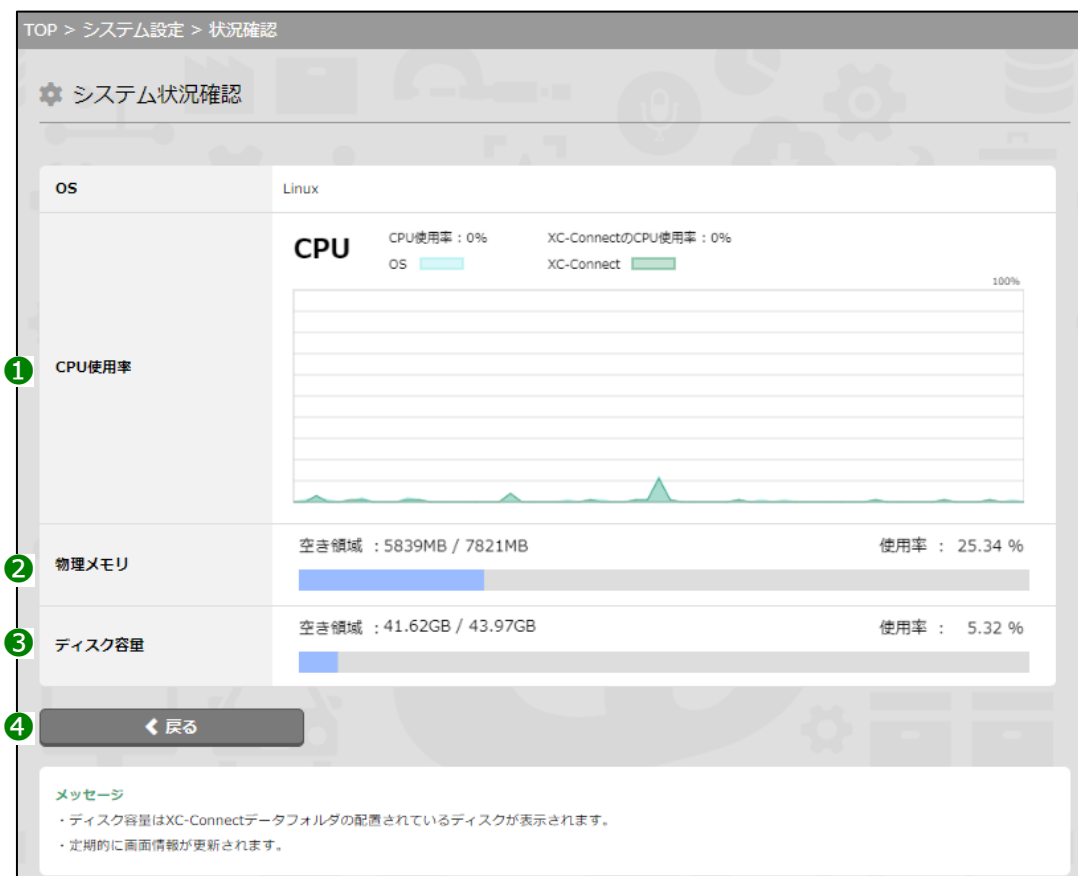 TOP > システム設定 > 状況確認
システム状況確認
OS Linux
CPU CPU使用率：0% XC-ConnectのCPU使用率：0%
OS XC-Connect
100%
1 CPU使用率
空き領域 ：5839MB / 7821MB 使用率 ： 25.34 %
2 物理メモリ
空き領域 ：41.62GB / 43.97GB 使用率 ： 5.32 %
3 ディスク容量
4 戻る
メッセージ
・ディスク容量はXC-Connectデータフォルダの配置されているディスクが表示されます。
・定期的に画面情報が更新されます。